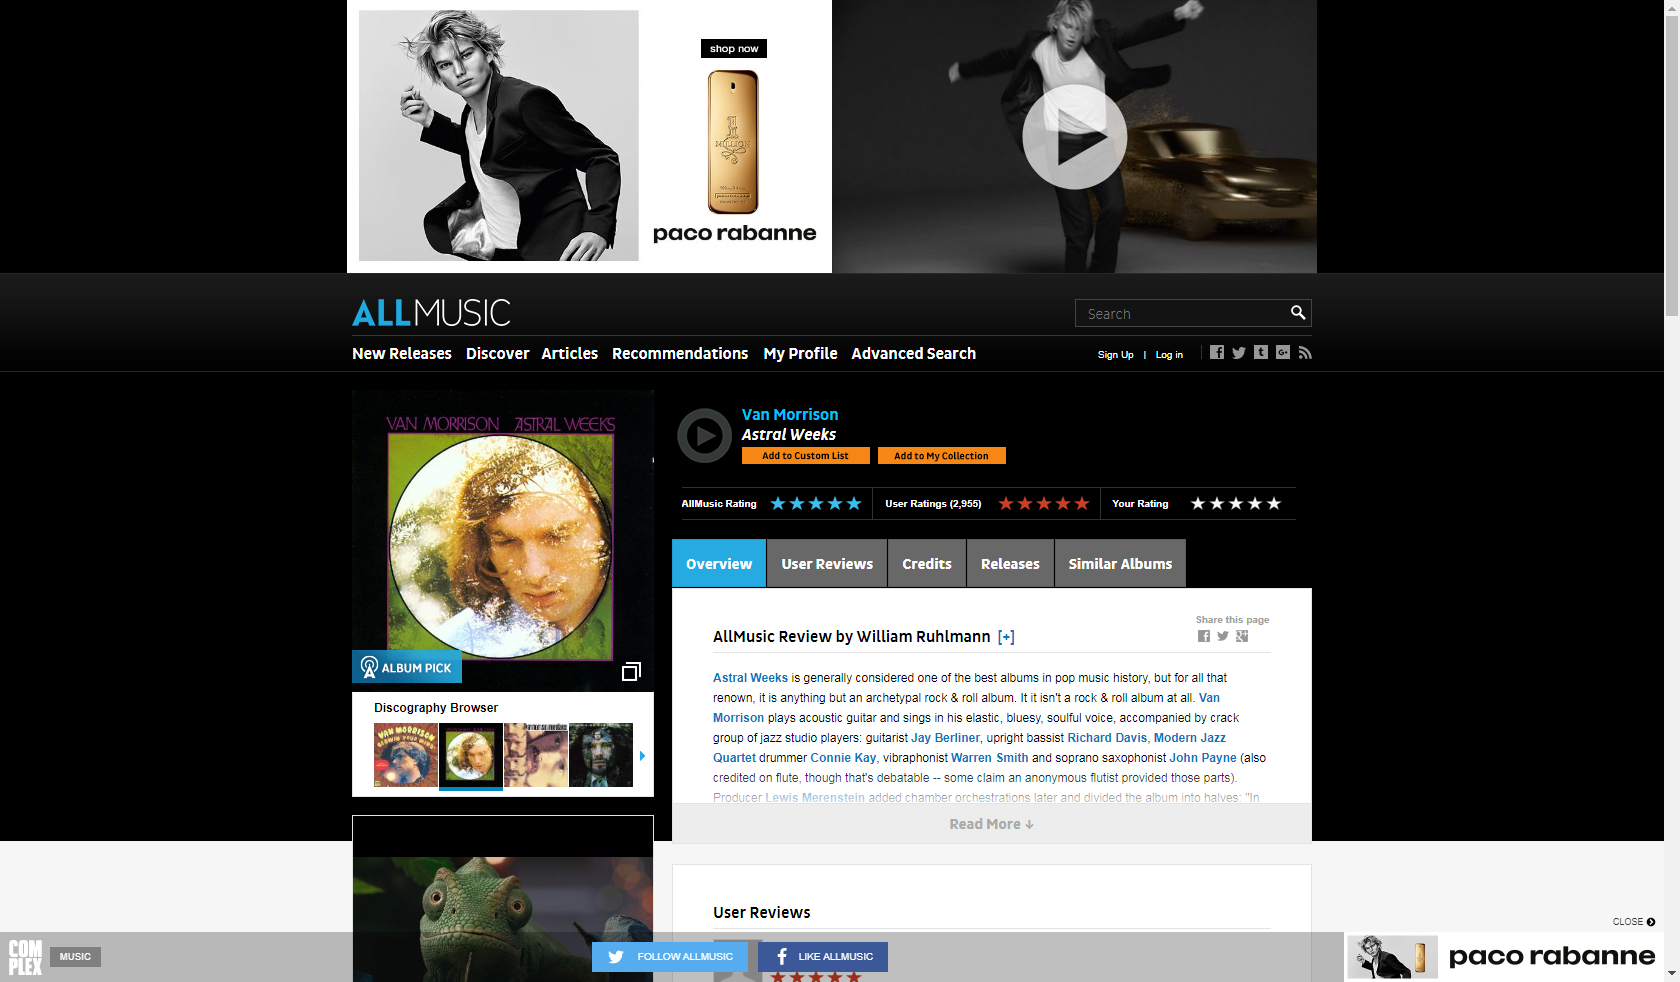 shop now
1
MILLION
paco rabanne
ALLMUSIC
Search
New Releases Discover Articles Recommendations My Profile Advanced Search
Sign Up | Log in
VAN MORRISON ASTRAL WEEKS
ALBUM PICK
Van Morrison
Astral Weeks
Add to Custom List Add to My Collection
AllMusic Rating User Ratings (2,955) Your Rating
Overview User Reviews Credits Releases Similar Albums
Share this page
AllMusic Review by William Ruhlmann [+]
Astral Weeks is generally considered one of the best albums in pop music history, but for all that
renown, it is anything but an archetypal rock & roll album. It isn't a rock & roll album at all. Van
Morrison plays acoustic guitar and sings in his elastic, bluesy, soulful voice, accompanied by crack
group of jazz studio players: guitarist Jay Berliner, upright bassist Richard Davis, Modern Jazz
Quartet drummer Connie Kay, vibraphonist Warren Smith and soprano saxophonist John Payne (also
credited on flute, though that's debatable -- some claim an anonymous flutist provided those parts).
Producer Lewis Merenstein added chamber orchestrations later and divided the album into halves: "In
Read More ↓
Discography Browser
VAN MORRISON
User Reviews
CLOSE
COMPLEX
MUSIC
FOLLOW ALLMUSIC
LIKE ALLMUSIC
paco rabanne